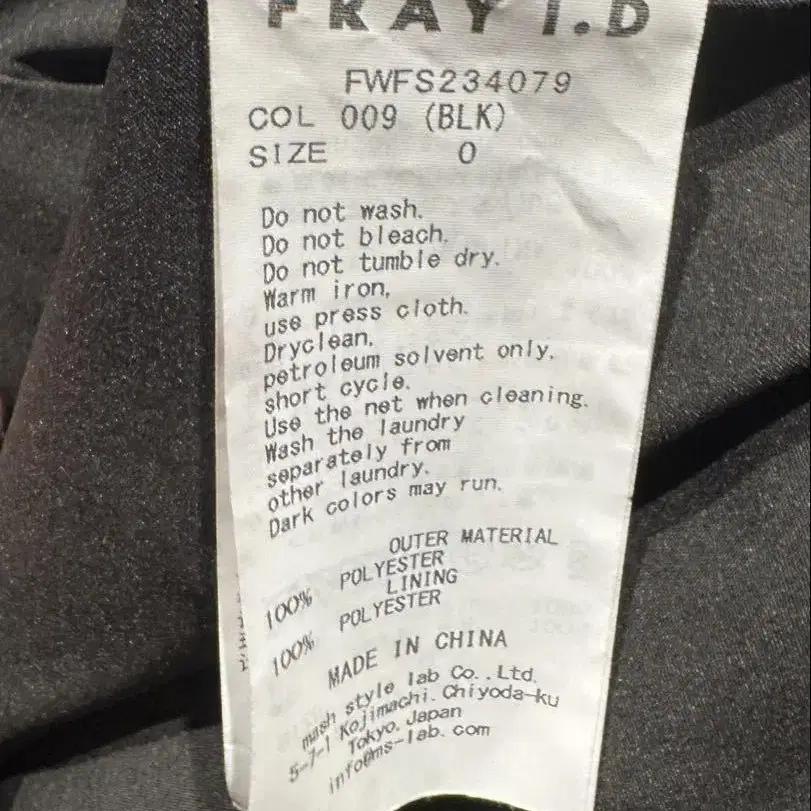 FRAY I.D
FWFS234079
COL 009 (BLK)
SIZE 0
Do not wash.
Do not bleach.
Do not tumble dry.
Warm iron,
use press cloth.
Dryclean,
petroleum solvent only,
short cycle.
Use the net when cleaning.
Wash the laundry
separately from
other laundry.
Dark colors may run.
OUTER MATERIAL
100% POLYESTER
LINING
100% POLYESTER
MADE IN CHINA
mash style lab Co.,Ltd.
5-7-1 Kojimachi.Chiyoda-ku
Tokyo.Japan
info@ms-lab.com